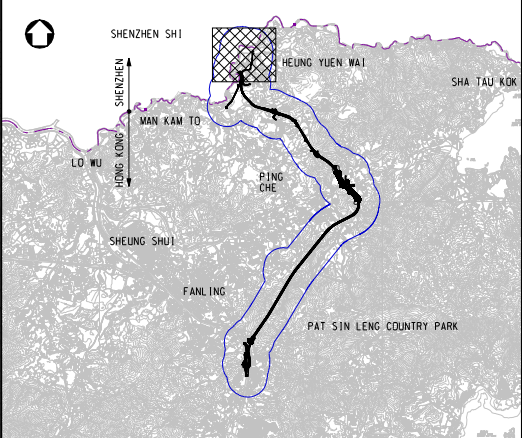 SHENZHEN SHI
HEUNG YUEN WAI
SHENZHEN
SHA TAU KOK
MAN KAM TO
HONG KONG
LO WU
PING
CHE
SHEUNG SHUI
FANLING
PAT SIN LENG COUNTRY PARK